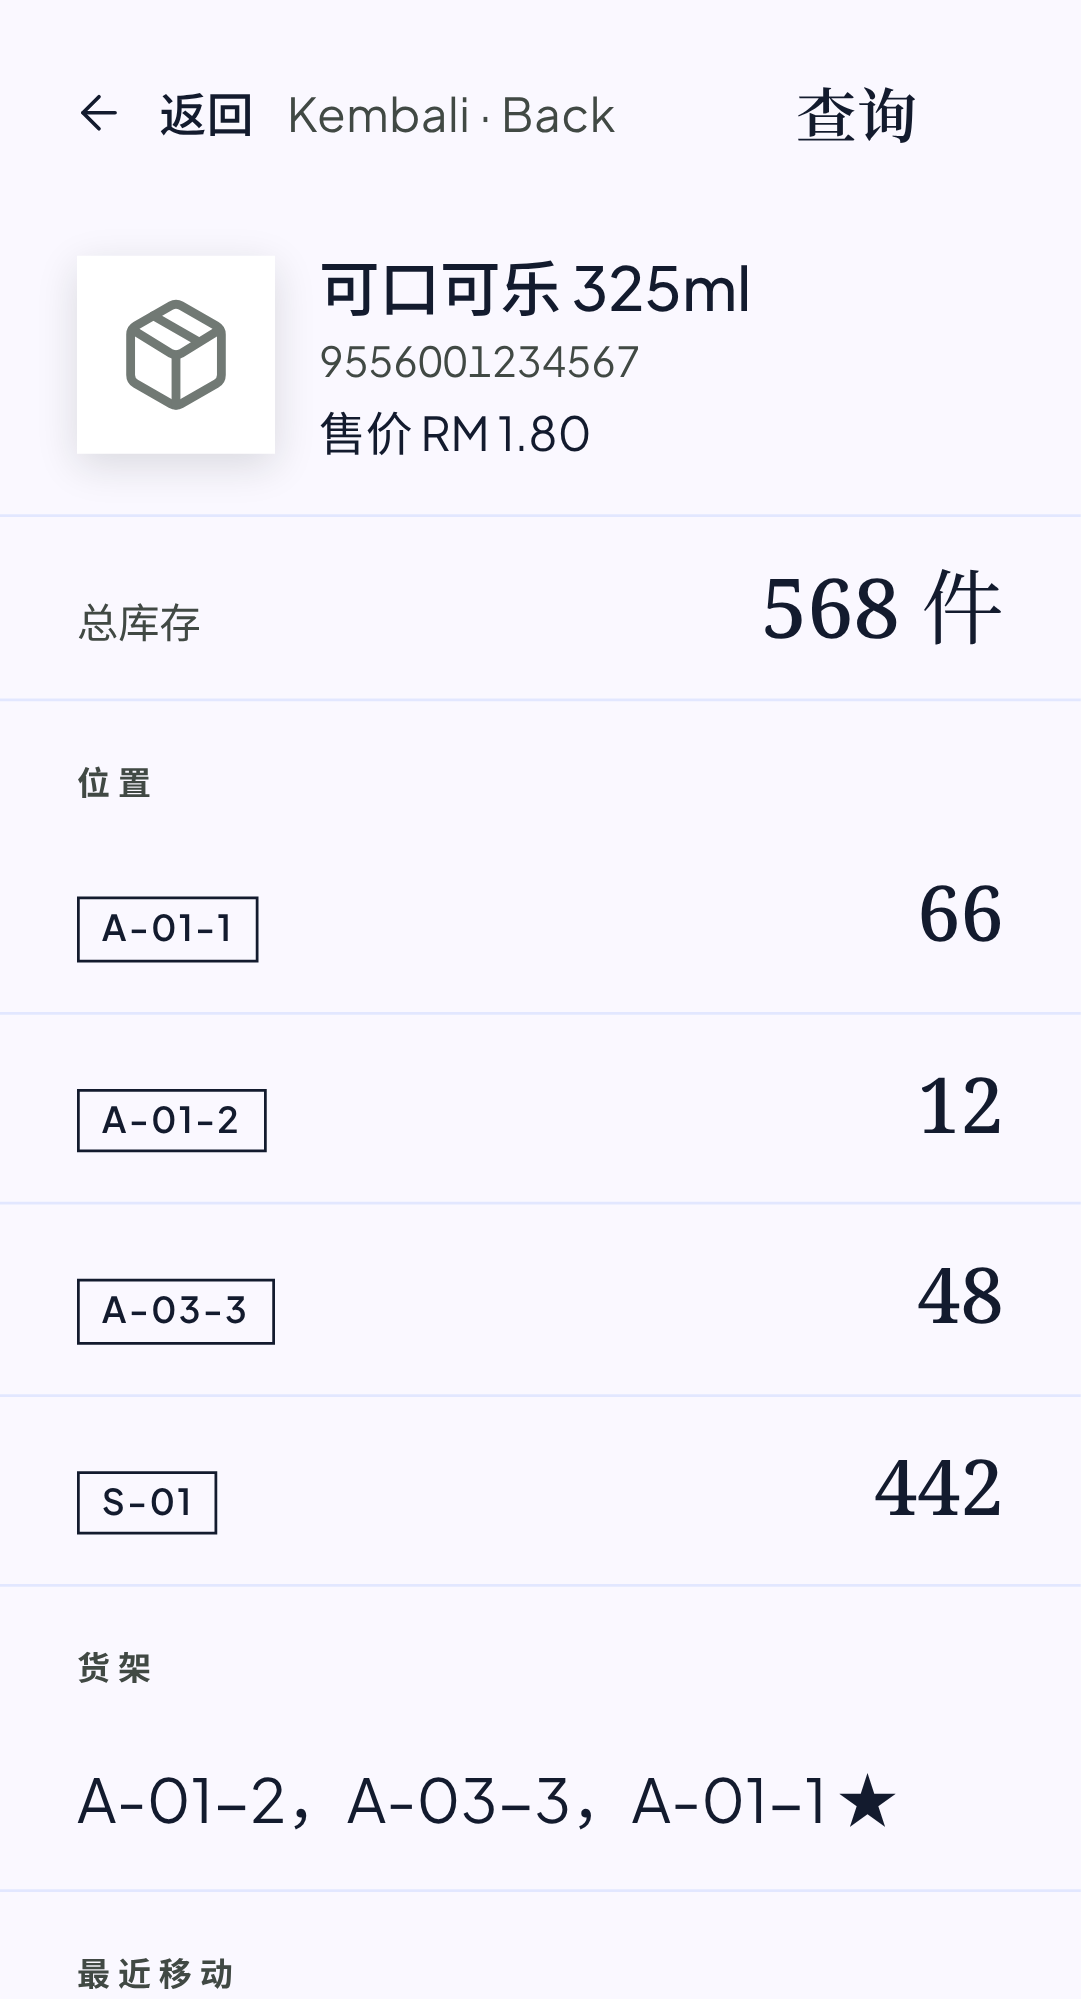 ← 返回 Kembali · Back 查询
可口可乐 325ml
9556001234567
售价 RM 1.80
总库存 568 件
位置
A-01-1 66
A-01-2 12
A-03-3 48
S-01 442
货架
A-01-2，A-03-3，A-01-1 ★
最近移动